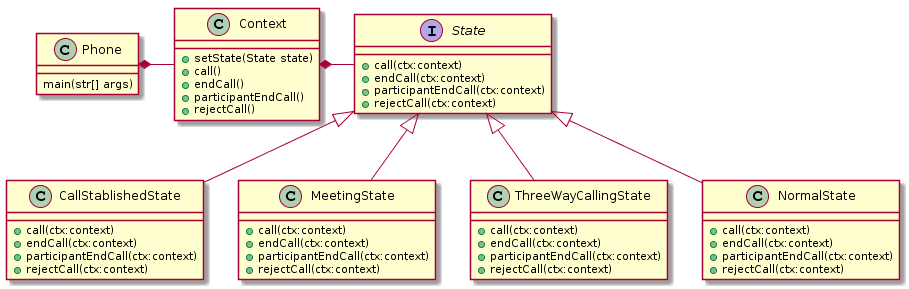 C Phone
main(str[] args)
C Context
setState(State state)
call()
endCall()
participantEndCall()
rejectCall()
I State
call(ctx:context)
endCall(ctx:context)
participantEndCall(ctx:context)
rejectCall(ctx:context)
C CallStablishedState
call(ctx:context)
endCall(ctx:context)
participantEndCall(ctx:context)
rejectCall(ctx:context)
C MeetingState
call(ctx:context)
endCall(ctx:context)
participantEndCall(ctx:context)
rejectCall(ctx:context)
C ThreeWayCallingState
call(ctx:context)
endCall(ctx:context)
participantEndCall(ctx:context)
rejectCall(ctx:context)
C NormalState
call(ctx:context)
endCall(ctx:context)
participantEndCall(ctx:context)
rejectCall(ctx:context)